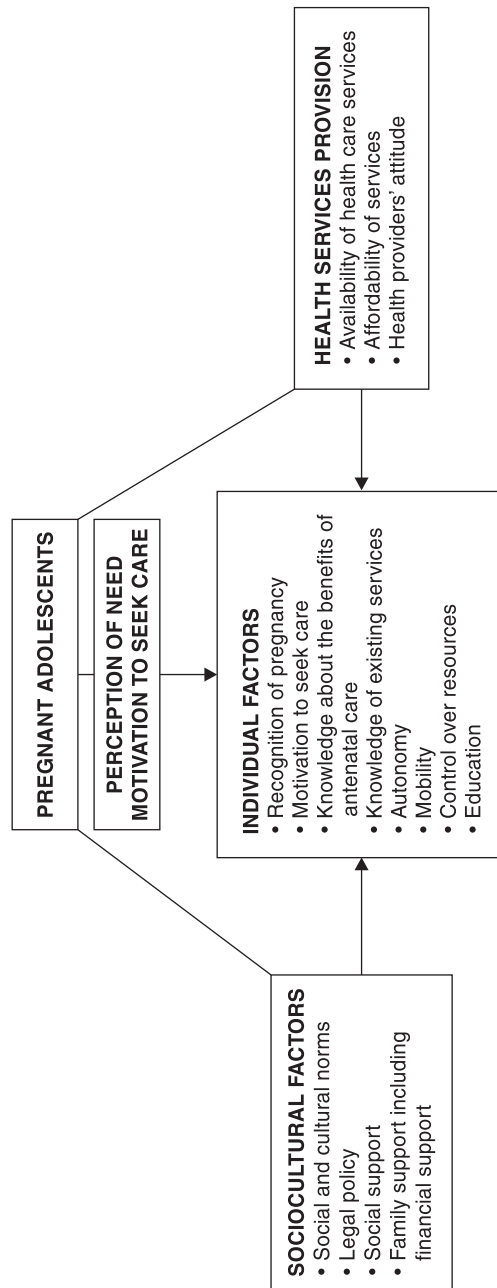 PREGNANT ADOLESCENTS
PERCEPTION OF NEED
MOTIVATION TO SEEK CARE
SOCIOCULTURAL FACTORS
• Social and cultural norms
• Legal policy
• Social support
• Family support including
financial support
INDIVIDUAL FACTORS
• Recognition of pregnancy
• Motivation to seek care
• Knowledge about the benefits of
antenatal care
• Knowledge of existing services
• Autonomy
• Mobility
• Control over resources
• Education
HEALTH SERVICES PROVISION
• Availability of health care services
• Affordability of services
• Health providers' attitude